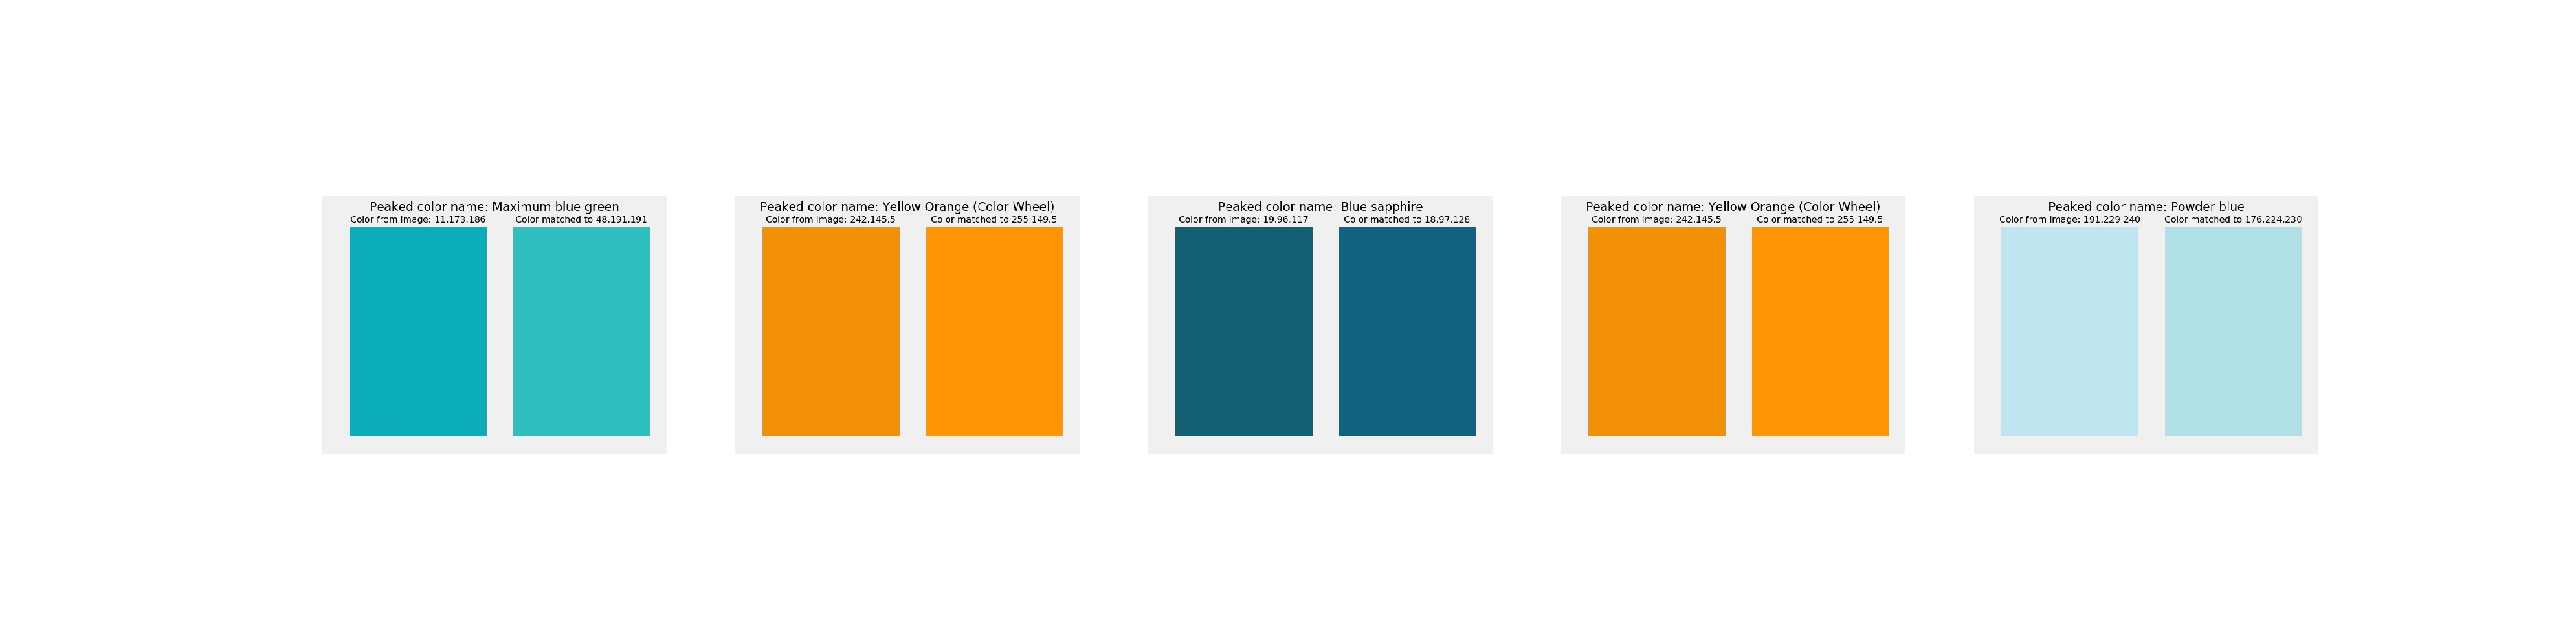 Peaked color name: Maximum blue green
Color from image: 11,173,186
Color matched to 48,191,191
Peaked color name: Yellow Orange (Color Wheel)
Color from image: 242,145,5
Color matched to 255,149,5
Peaked color name: Blue sapphire
Color from image: 19,96,117
Color matched to 18,97,128
Peaked color name: Yellow Orange (Color Wheel)
Color from image: 242,145,5
Color matched to 255,149,5
Peaked color name: Powder blue
Color from image: 191,229,240
Color matched to 176,224,230